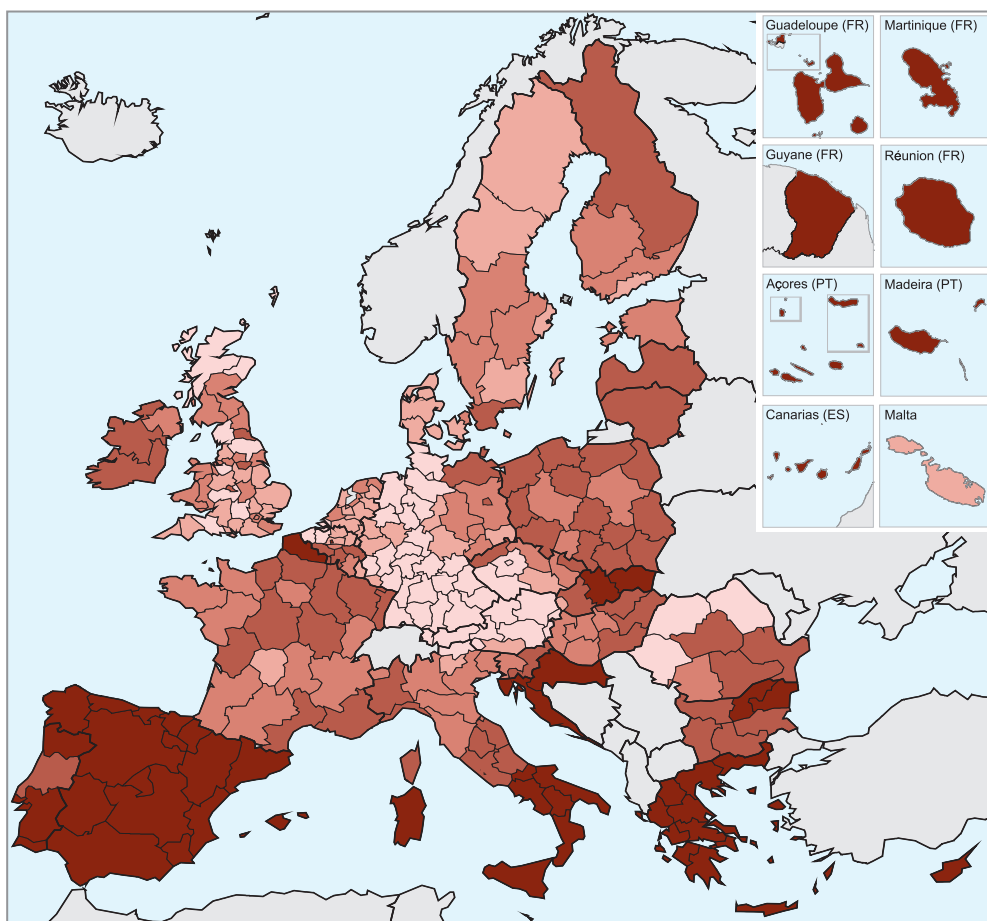 Guadeloupe (FR)
Martinique (FR)
Guyane (FR)
Réunion (FR)
Açores (PT)
Madeira (PT)
Canarias (ES)
Malta